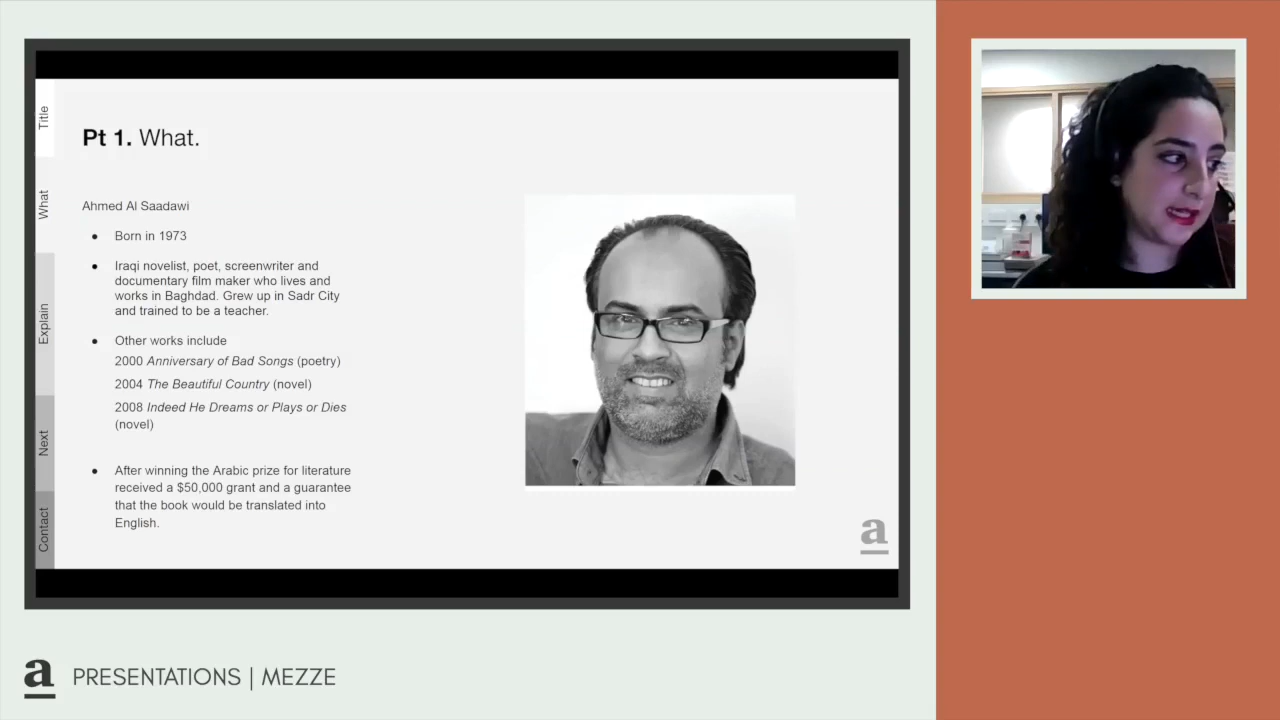 Title
What
Explain
Next
Contact
Pt 1. What.
Ahmed Al Saadawi
● Born in 1973
● Iraqi novelist, poet, screenwriter and
documentary film maker who lives and
works in Baghdad. Grew up in Sadr City
and trained to be a teacher.
● Other works include
2000 Anniversary of Bad Songs (poetry)
2004 The Beautiful Country (novel)
2008 Indeed He Dreams or Plays or Dies
(novel)
● After winning the Arabic prize for literature
received a $50,000 grant and a guarantee
that the book would be translated into
English.
a
a PRESENTATIONS | MEZZE